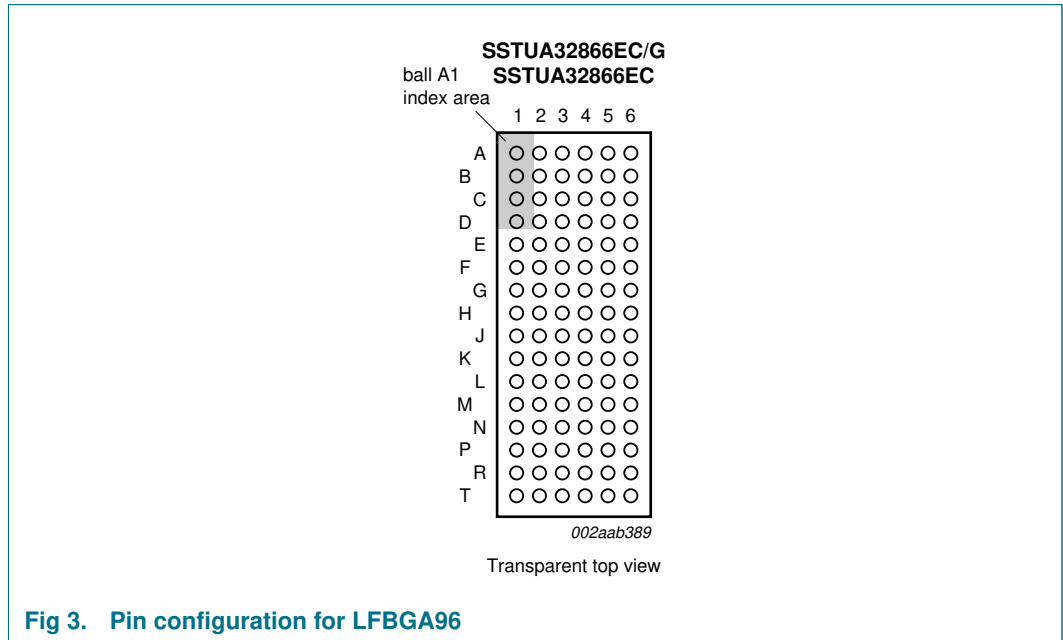 SSTUA32866EC/G
SSTUA32866EC
ball A1
index area
1 2 3 4 5 6
A
B
C
D
E
F
G
H
J
K
L
M
N
P
R
T
002aab389
Transparent top view
Fig 3. Pin configuration for LFBGA96